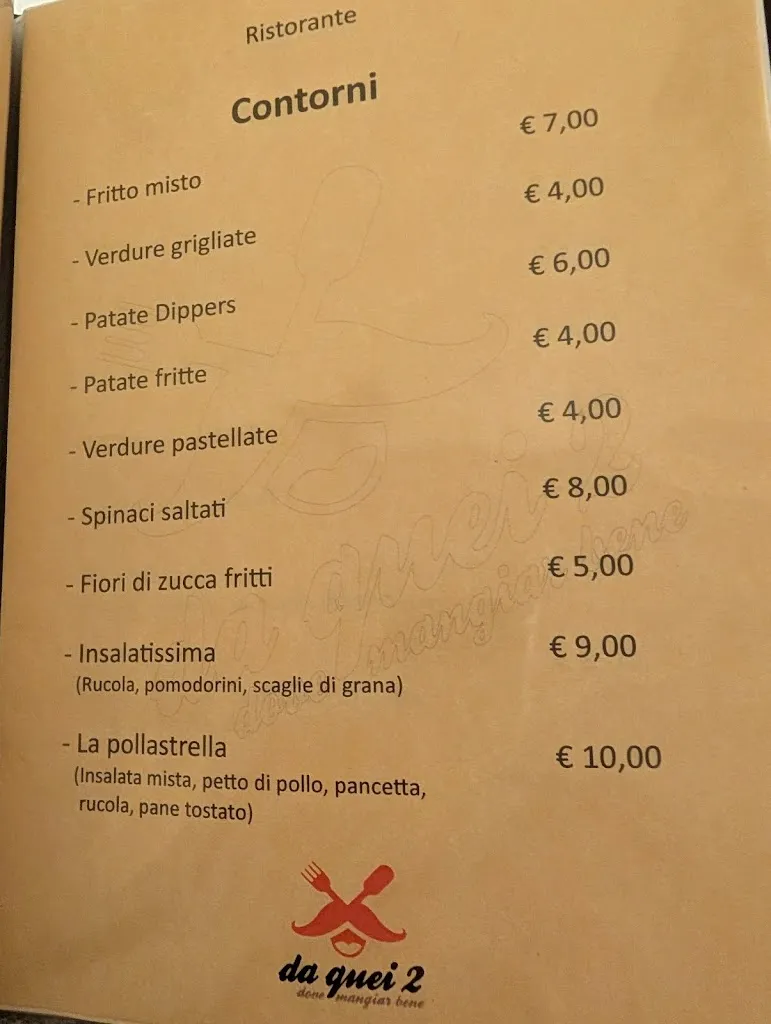 Ristorante
Contorni
- Fritto misto € 7,00
- Verdure grigliate € 4,00
- Patate Dippers € 6,00
- Patate fritte € 4,00
- Verdure pastellate € 4,00
- Spinaci saltati € 8,00
- Fiori di zucca fritti € 5,00
- Insalatissima € 9,00
(Rucola, pomodorini, scaglie di grana)
- La pollastrella € 10,00
(Insalata mista, petto di pollo, pancetta,
rucola, pane tostato)
da quei 2
dove mangiar bene